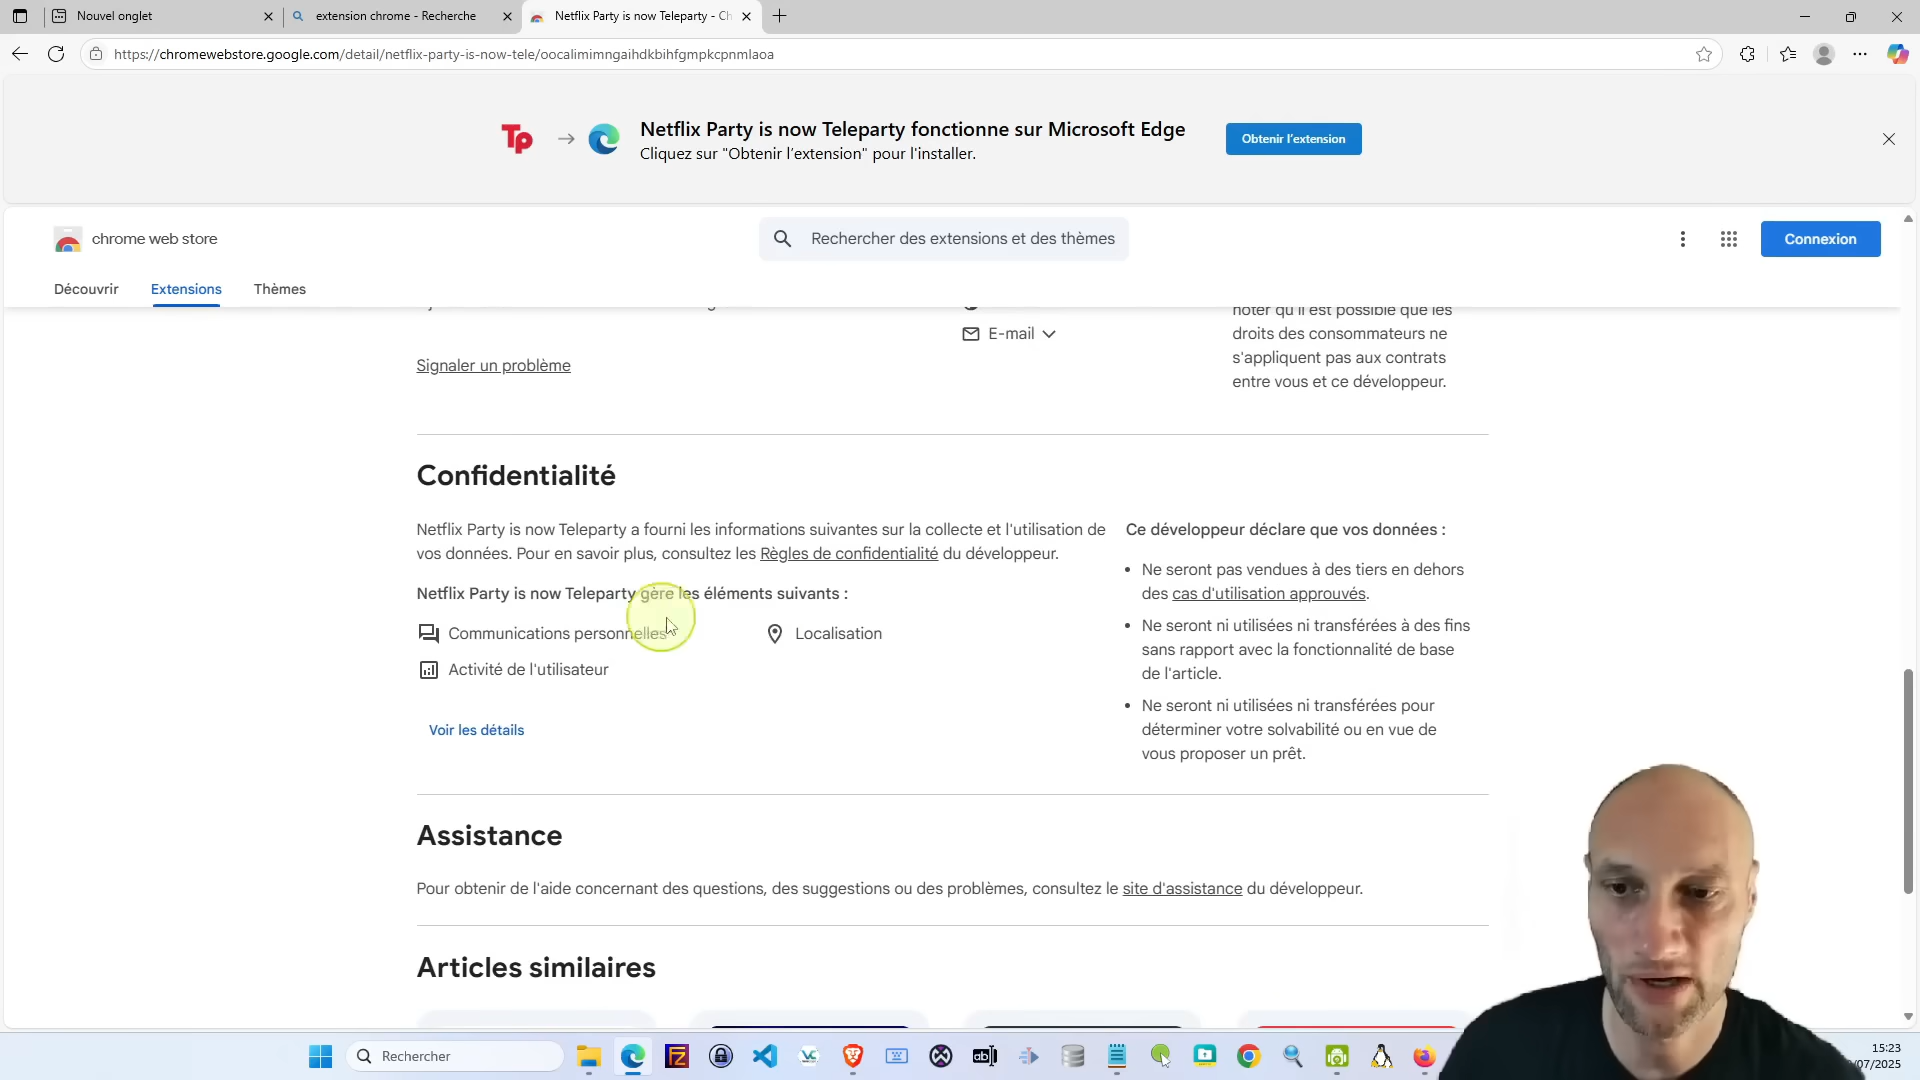 Nouvel onglet
extension chrome - Recherche
Netflix Party is now Teleparty - Ch
https://chromewebstore.google.com/detail/netflix-party-is-now-tele/oocalimimngaihdkbihfgmpkcpnmlaoa
Tp
Netflix Party is now Teleparty fonctionne sur Microsoft Edge
Cliquez sur "Obtenir l'extension" pour l'installer.
Obtenir l'extension
chrome web store
Rechercher des extensions et des thèmes
Connexion
Découvrir
Extensions
Thèmes
noter qu'il est possible que les
droits des consommateurs ne
s'appliquent pas aux contrats
entre vous et ce développeur.
E-mail
Signaler un problème
Confidentialité
Netflix Party is now Teleparty a fourni les informations suivantes sur la collecte et l'utilisation de
vos données. Pour en savoir plus, consultez les Règles de confidentialité du développeur.
Netflix Party is now Teleparty gère les éléments suivants :
Communications personnelles
Localisation
Activité de l'utilisateur
Voir les détails
Ce développeur déclare que vos données :
• Ne seront pas vendues à des tiers en dehors
des cas d'utilisation approuvés.
• Ne seront ni utilisées ni transférées à des fins
sans rapport avec la fonctionnalité de base
de l'article.
• Ne seront ni utilisées ni transférées pour
déterminer votre solvabilité ou en vue de
vous proposer un prêt.
Assistance
Pour obtenir de l'aide concernant des questions, des suggestions ou des problèmes, consultez le site d'assistance du développeur.
Articles similaires
Rechercher
15:23
/07/2025